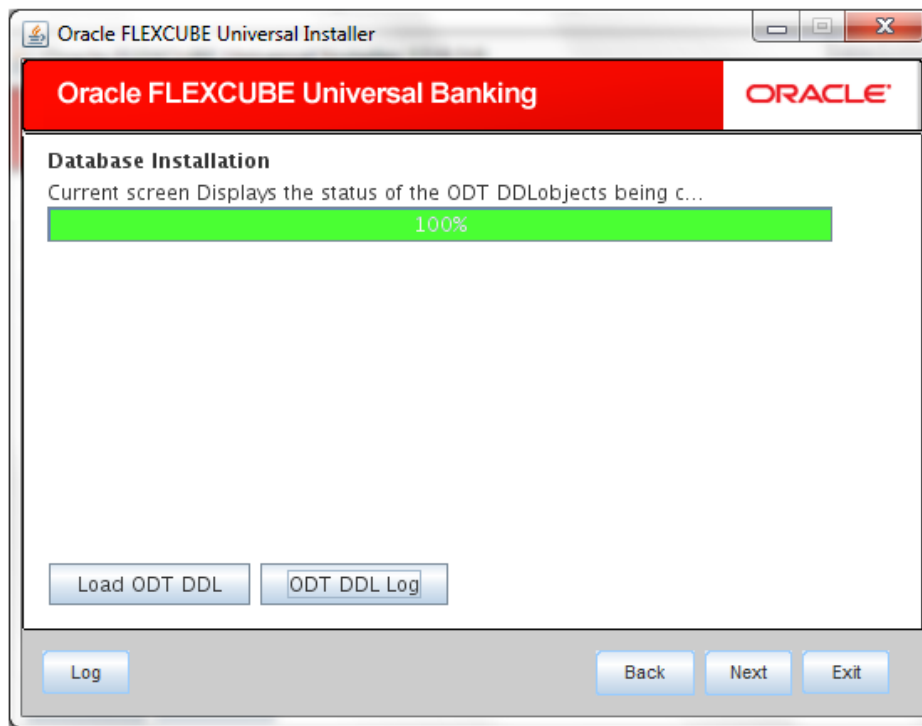 Oracle FLEXCUBE Universal Installer
Oracle FLEXCUBE Universal Banking
ORACLE
Database Installation
Current screen Displays the status of the ODT DDLobjects being c...
100%
Load ODT DDL
ODT DDL Log
Log
Back
Next
Exit